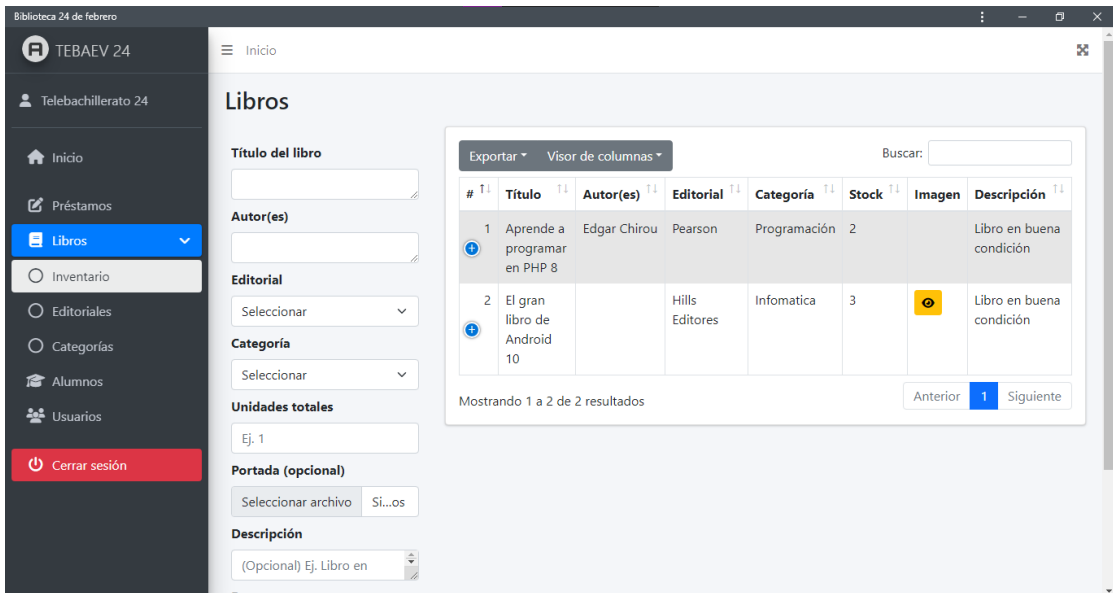 Biblioteca 24 de febrero
TEBAEV 24
Telebachillerato 24
Inicio
Préstamos
Libros
Inventario
Editoriales
Categorías
Alumnos
Usuarios
Cerrar sesión
Inicio
Libros
Título del libro
Autor(es)
Editorial
Seleccionar
Categoría
Seleccionar
Unidades totales
Ej. 1
Portada (opcional)
Seleccionar archivo Si...os
Descripción
(Opcional) Ej. Libro en
Exportar Visor de columnas Buscar:
# Título Autor(es) Editorial Categoría Stock Imagen Descripción
1 Aprende a Edgar Chirou Pearson Programación 2 Libro en buena
programar condición
en PHP 8
2 El gran Hills Infomatica 3 Libro en buena
libro de Editores condición
Android
10
Mostrando 1 a 2 de 2 resultados Anterior 1 Siguiente